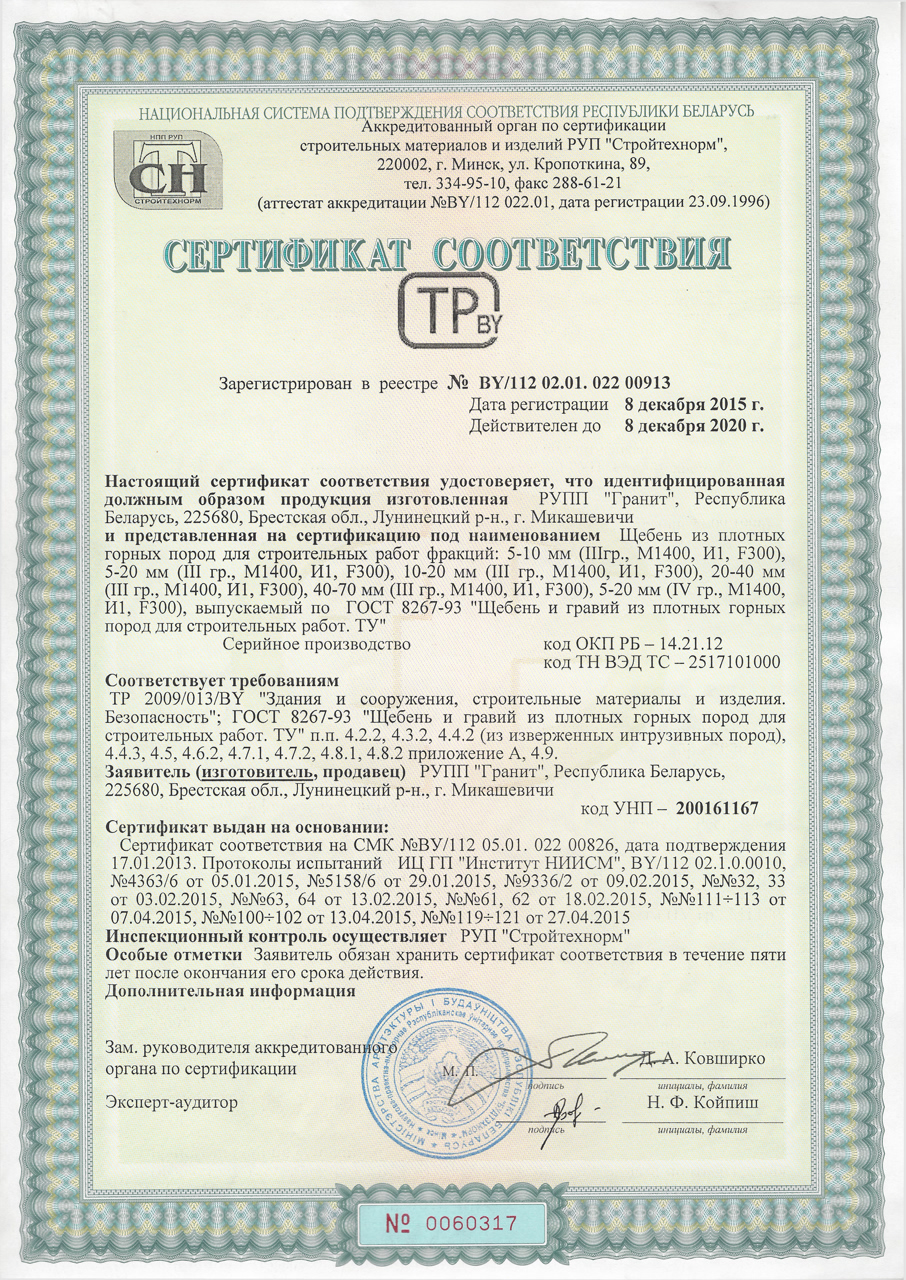 НАЦИОНАЛЬНАЯ СИСТЕМА ПОДТВЕРЖДЕНИЯ СООТВЕТСТВИЯ РЕСПУБЛИКИ БЕЛАРУСЬ
НПП РУП
СН
СТРОЙТЕХНОРМ
Аккредитованный орган по сертификации
строительных материалов и изделий РУП "Стройтехнорм",
220002, г. Минск, ул. Кропоткина, 89,
тел. 334-95-10, факс 288-61-21
(аттестат аккредитации №BY/112 022.01, дата регистрации 23.09.1996)
СЕРТИФИКАТ СООТВЕТСТВИЯ
ТР BY
Зарегистрирован в реестре № BY/112 02.01. 022 00913
Дата регистрации 8 декабря 2015 г.
Действителен до 8 декабря 2020 г.
Настоящий сертификат соответствия удостоверяет, что идентифицированная
должным образом продукция изготовленная РУПП "Гранит", Республика
Беларусь, 225680, Брестская обл., Лунинецкий р-н., г. Микашевичи
и представленная на сертификацию под наименованием Щебень из плотных
горных пород для строительных работ фракций: 5-10 мм (IIIгр., М1400, И1, F300),
5-20 мм (III гр., М1400, И1, F300), 10-20 мм (III гр., М1400, И1, F300), 20-40 мм
(III гр., М1400, И1, F300), 40-70 мм (III гр., М1400, И1, F300), 5-20 мм (IV гр., М1400,
И1, F300), выпускаемый по ГОСТ 8267-93 "Щебень и гравий из плотных горных
пород для строительных работ. ТУ"
Серийное производство код ОКП РБ – 14.21.12
код ТН ВЭД ТС – 2517101000
Соответствует требованиям
ТР 2009/013/BY "Здания и сооружения, строительные материалы и изделия.
Безопасность"; ГОСТ 8267-93 "Щебень и гравий из плотных горных пород для
строительных работ. ТУ" п.п. 4.2.2, 4.3.2, 4.4.2 (из изверженных интрузивных пород),
4.4.3, 4.5, 4.6.2, 4.7.1, 4.7.2, 4.8.1, 4.8.2 приложение А, 4.9.
Заявитель (изготовитель, продавец) РУПП "Гранит", Республика Беларусь,
225680, Брестская обл., Лунинецкий р-н., г. Микашевичи
код УНП – 200161167
Сертификат выдан на основании:
Сертификат соответствия на СМК №ВУ/112 05.01. 022 00826, дата подтверждения
17.01.2013. Протоколы испытаний ИЦ ГП "Институт НИИСМ", BY/112 02.1.0.0010,
№4363/6 от 05.01.2015, №5158/6 от 29.01.2015, №9336/2 от 09.02.2015, №№32, 33
от 03.02.2015, №№63, 64 от 13.02.2015, №№61, 62 от 18.02.2015, №№111÷113 от
07.04.2015, №№100÷102 от 13.04.2015, №№119÷121 от 27.04.2015
Инспекционный контроль осуществляет РУП "Стройтехнорм"
Особые отметки Заявитель обязан хранить сертификат соответствия в течение пяти
лет после окончания его срока действия.
Дополнительная информация
Зам. руководителя аккредитованного
органа по сертификации
М. П.
Д. А. Ковширко
подпись инициалы, фамилия
Эксперт-аудитор Н. Ф. Койпиш
подпись инициалы, фамилия
МІНІСТЭРСТВА АРХІТЭКТУРЫ І БУДАЎНІЦТВА РЭСПУБЛІКІ БЕЛАРУСЬ
№ 0060317